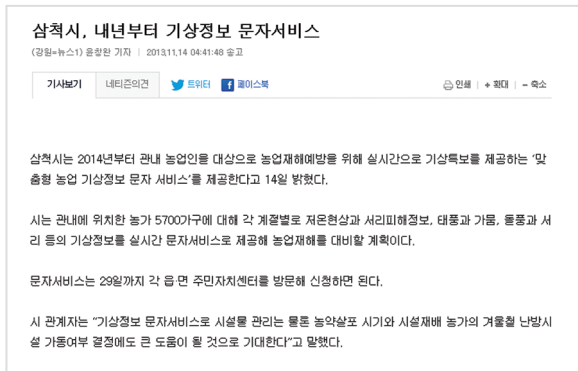 삼척시, 내년부터 기상정보 문자서비스
(강원=뉴스1) 윤창완 기자 | 2013.11.14 04:41:48 송고
기사보기 네티즌의견 트위터 페이스북 인쇄 | + 확대 | - 축소
삼척시는 2014년부터 관내 농업인을 대상으로 농업재해예방을 위해 실시간으로 기상특보를 제공하는 '맞
춤형 농업 기상정보 문자 서비스'를 제공한다고 14일 밝혔다.
시는 관내에 위치한 농가 5700가구에 대해 각 계절별로 저온현상과 서리피해정보, 태풍과 가뭄, 돌풍과 서
리 등의 기상정보를 실시간 문자서비스로 제공해 농업재해를 대비할 계획이다.
문자서비스는 29일까지 각 읍·면 주민자치센터를 방문해 신청하면 된다.
시 관계자는 "기상정보 문자서비스로 시설물 관리는 물론 농약살포 시기와 시설재배 농가의 겨울철 난방시
설 가동여부 결정에도 큰 도움이 될 것으로 기대한다"고 말했다.